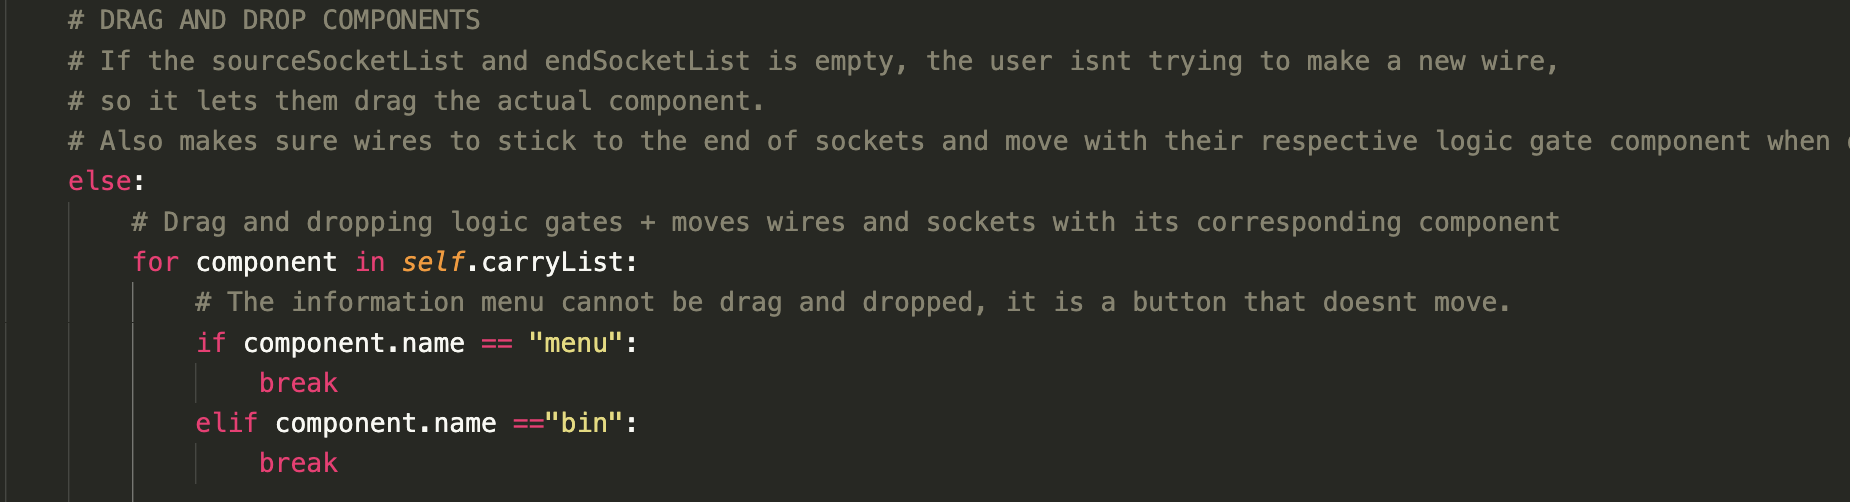 # DRAG AND DROP COMPONENTS
# If the sourceSocketList and endSocketList is empty, the user isnt trying to make a new wire,
# so it lets them drag the actual component.
# Also makes sure wires to stick to the end of sockets and move with their respective logic gate component when
else:
# Drag and dropping logic gates + moves wires and sockets with its corresponding component
for component in self.carryList:
# The information menu cannot be drag and dropped, it is a button that doesnt move.
if component.name == "menu":
break
elif component.name =="bin":
break